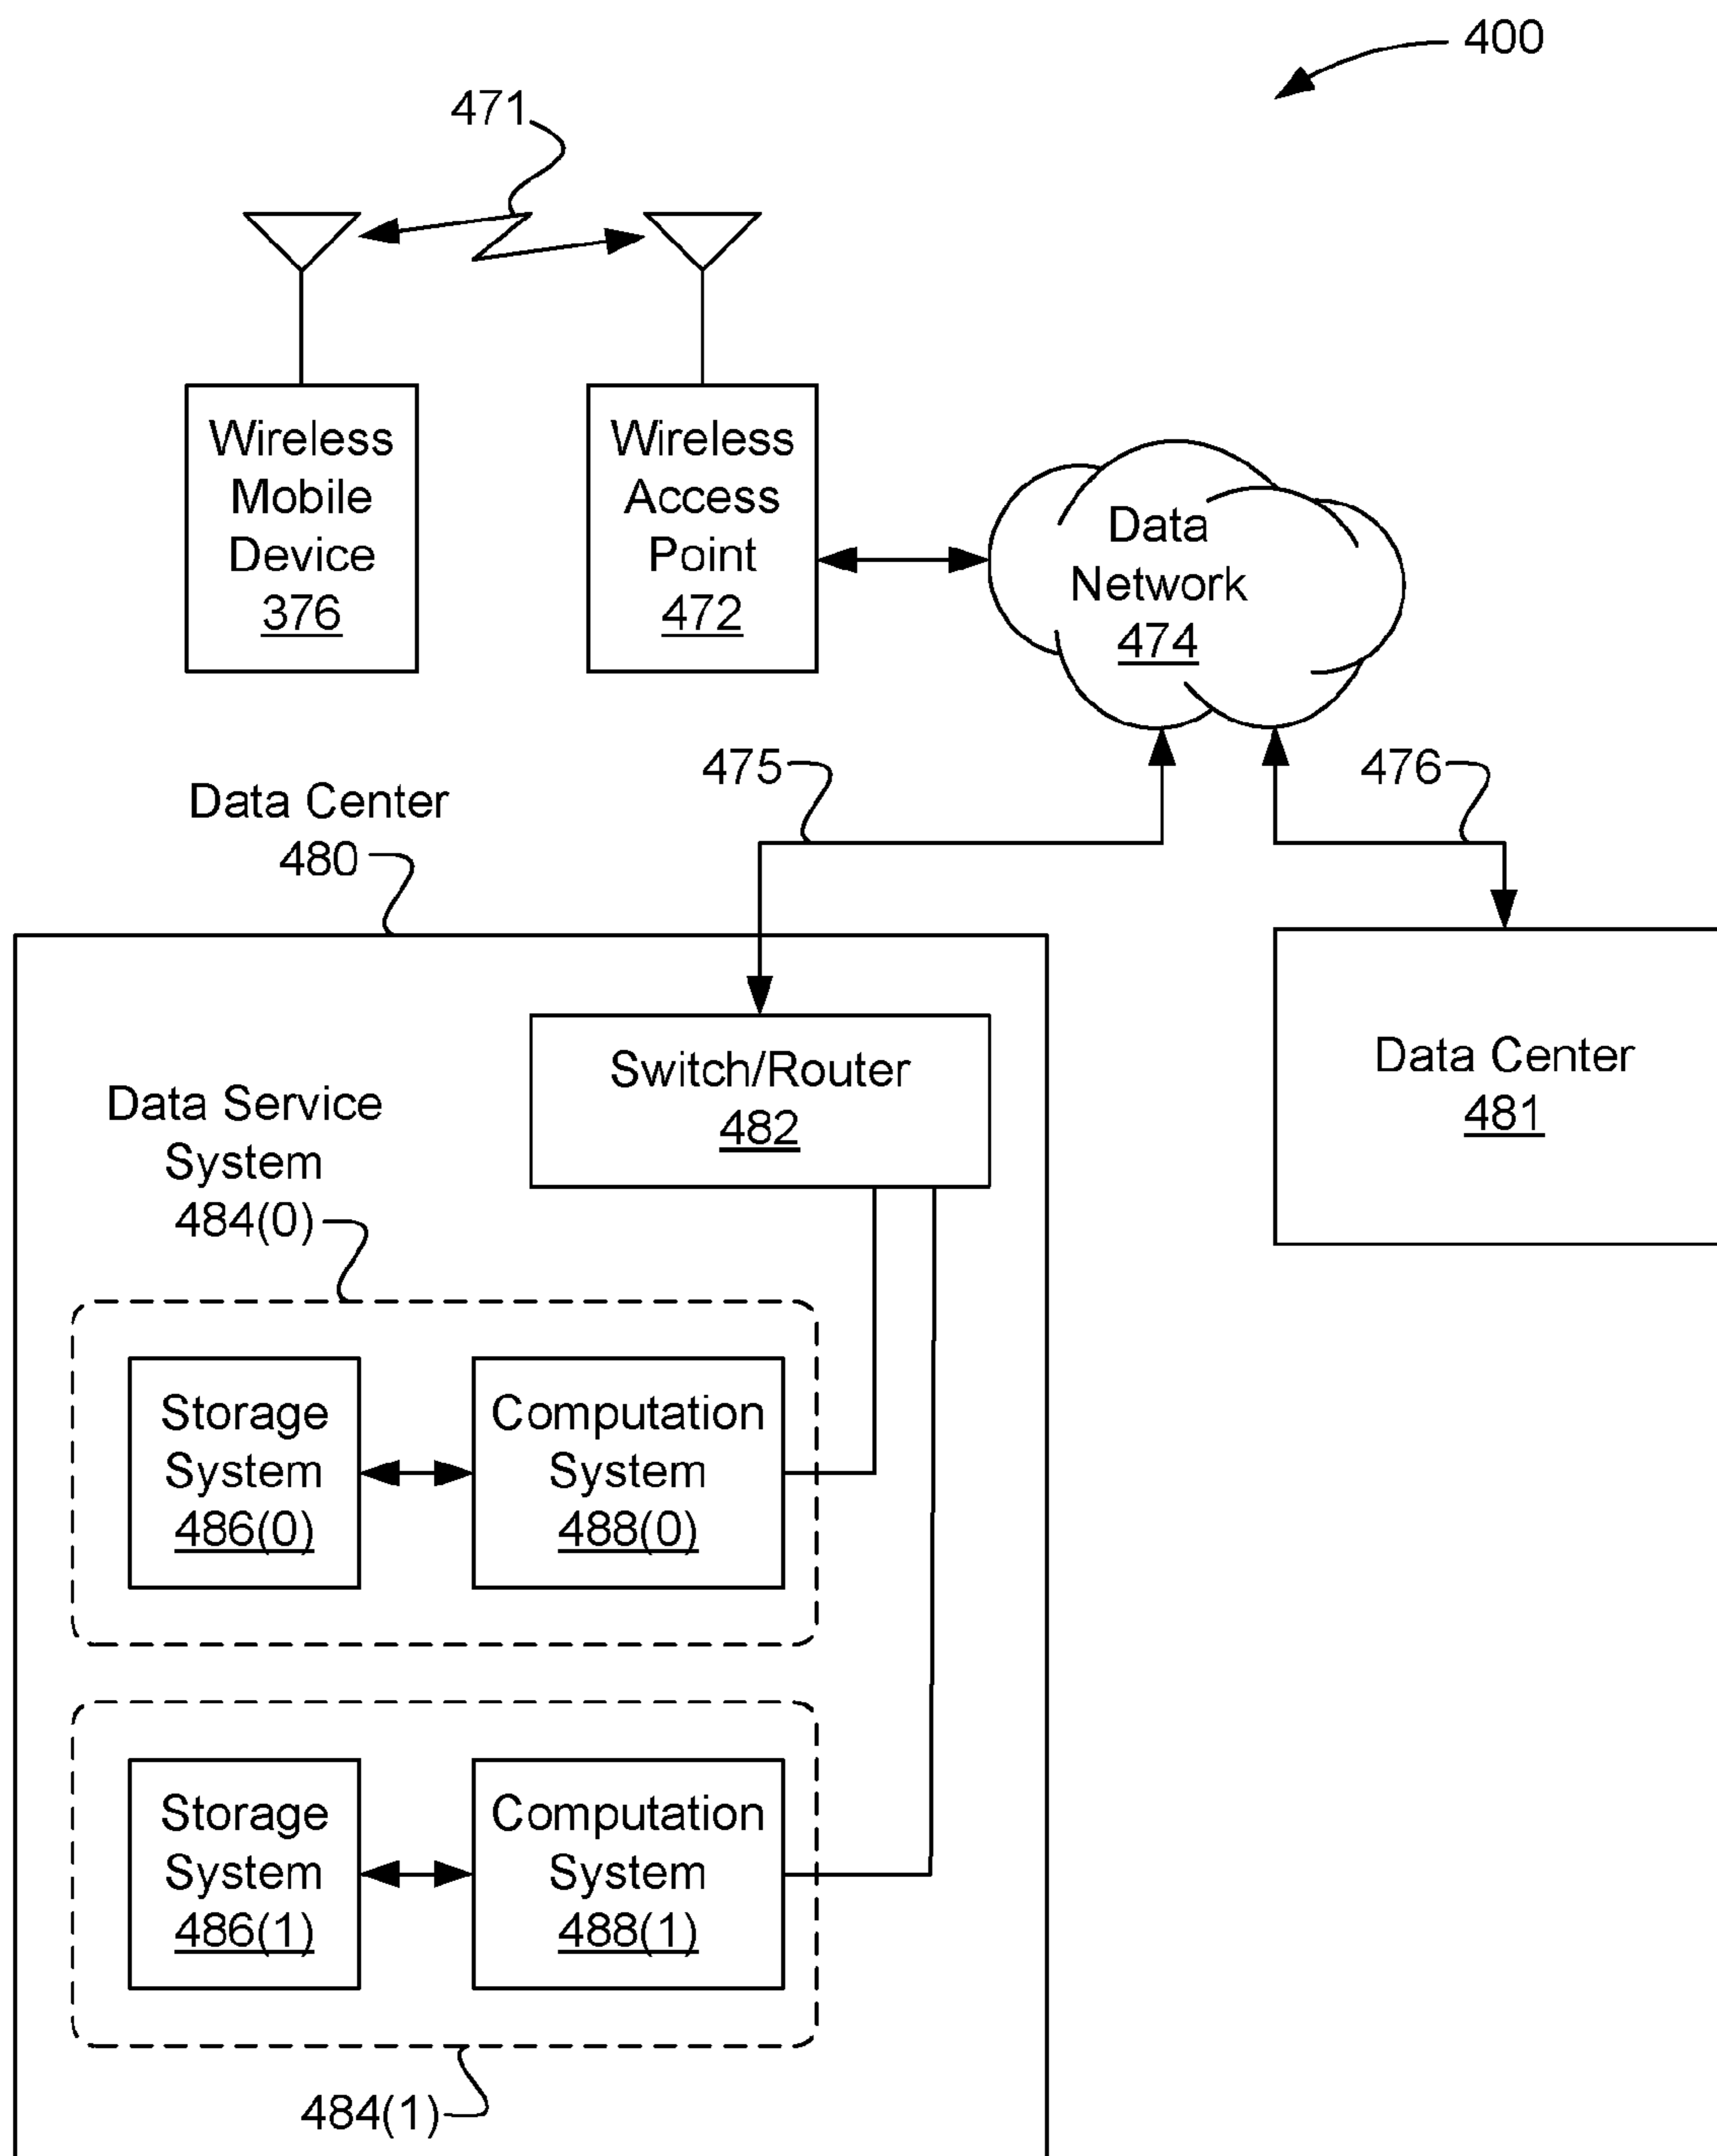 400
471
Wireless
Mobile
Device
376
Wireless
Access
Point
472
Data
Network
474
475
476
Data Center
480
Switch/Router
482
Data Center
481
Data Service
System
484(0)
Storage
System
486(0)
Computation
System
488(0)
Storage
System
486(1)
Computation
System
488(1)
484(1)